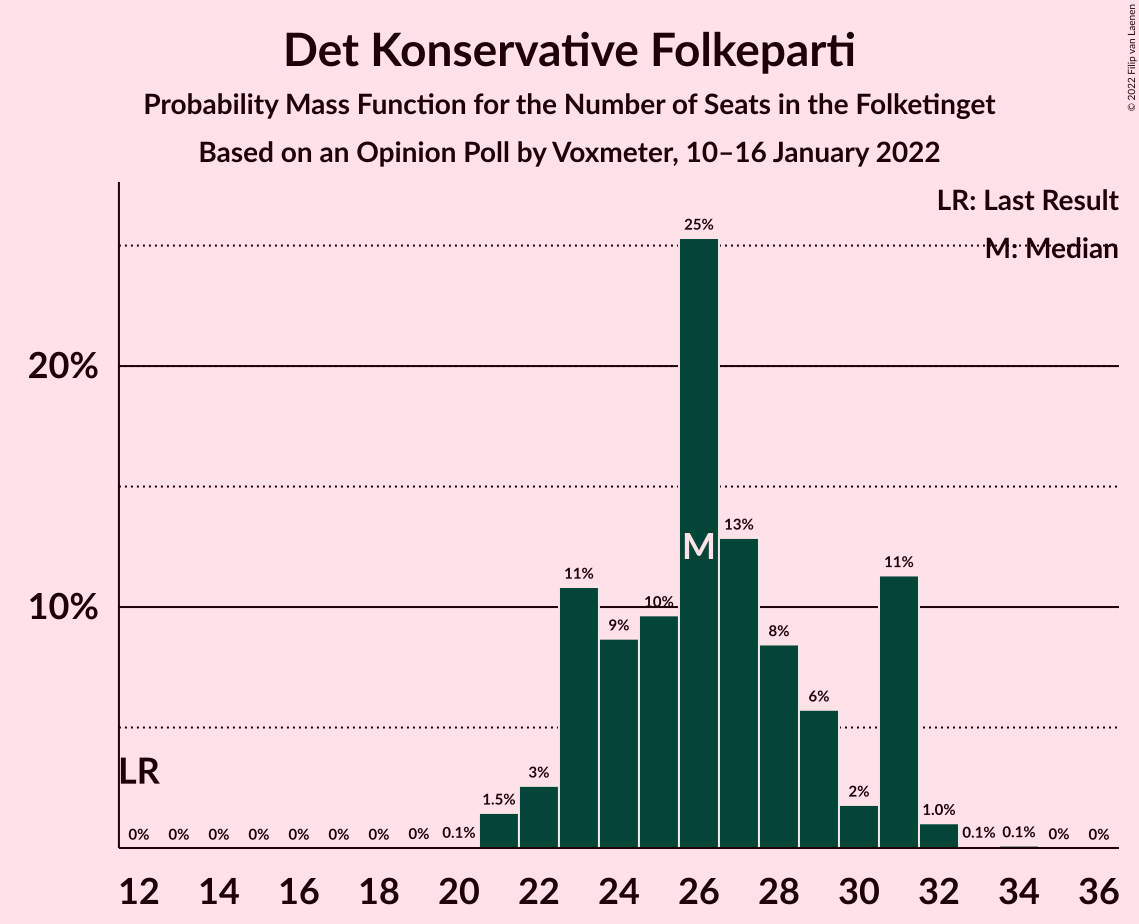 Det Konservative Folkeparti
Probability Mass Function for the Number of Seats in the Folketinget
Based on an Opinion Poll by Voxmeter, 10–16 January 2022
© 2022 Filip van Laenen
LR: Last Result
M: Median
25%
20%
13%
M
11%
11%
10%
10%
9%
8%
6%
LR
3%
1.5%
2%
1.0%
0% 0% 0% 0% 0% 0% 0% 0% 0.1% 0.1% 0.1% 0% 0%
12 14 16 18 20 22 24 26 28 30 32 34 36